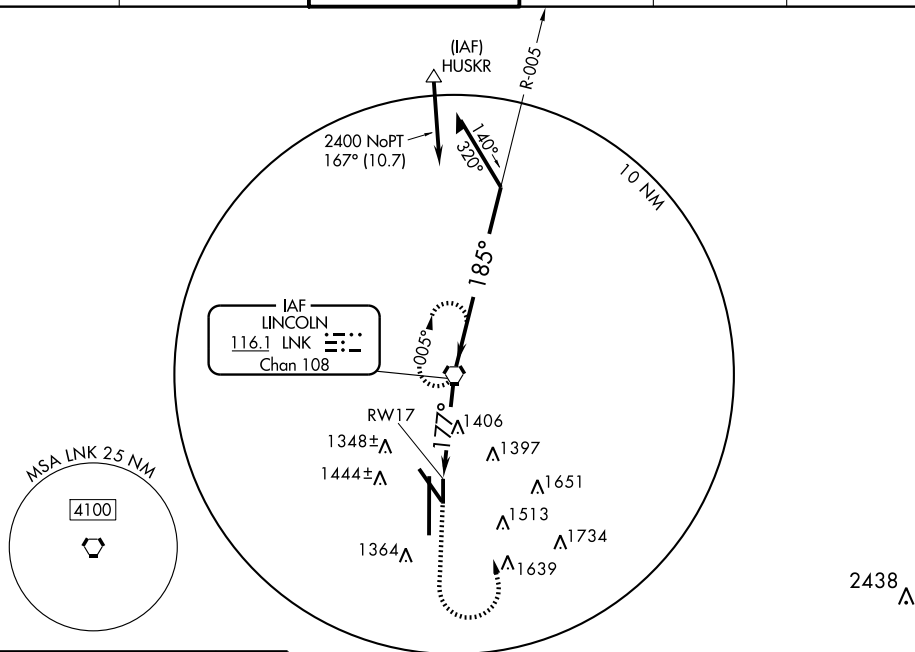 (IAF)
HUSKR
R-005
2400 NoPT
167° (10.7)
140°
320°
10 NM
185°
IAF
LINCOLN
116.1 LNK
Chan 108
005°
177°
RW17
1406
1348±
1397
1444±
1651
1513
1734
1364
1639
MSA LNK 25 NM
4100
2438